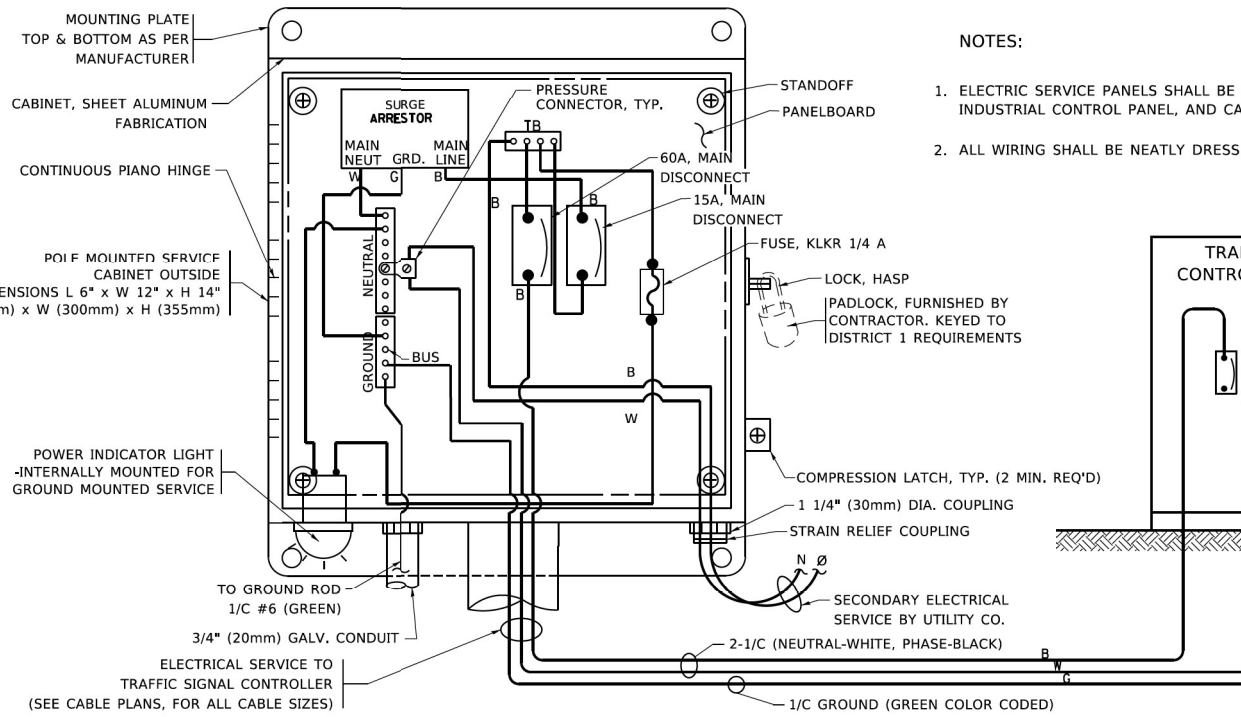 MOUNTING PLATE
TOP & BOTTOM AS PER
MANUFACTURER
CABINET, SHEET ALUMINUM
FABRICATION
CONTINUOUS PIANO HINGE
POLE MOUNTED SERVICE
CABINET OUTSIDE
ENSIONS L 6" x W 12" x H 14"
m) x W (300mm) x H (355mm)
POWER INDICATOR LIGHT
-INTERNALLY MOUNTED FOR
GROUND MOUNTED SERVICE
TO GROUND ROD
1/C #6 (GREEN)
3/4" (20mm) GALV. CONDUIT
ELECTRICAL SERVICE TO
TRAFFIC SIGNAL CONTROLLER
(SEE CABLE PLANS, FOR ALL CABLE SIZES)
SURGE
ARRESTOR
MAIN
NEUT
GRD.
MAIN
LINE
W
G
B
PRESSURE
CONNECTOR, TYP.
TB
60A, MAIN
DISCONNECT
15A, MAIN
DISCONNECT
B
B
B
NEUTRAL
GROUND
BUS
B
W
STANDOFF
PANELBOARD
FUSE, KLKR 1/4 A
LOCK, HASP
PADLOCK, FURNISHED BY
CONTRACTOR. KEYED TO
DISTRICT 1 REQUIREMENTS
COMPRESSION LATCH, TYP. (2 MIN. REQ'D)
1 1/4" (30mm) DIA. COUPLING
STRAIN RELIEF COUPLING
N Ø
SECONDARY ELECTRICAL
SERVICE BY UTILITY CO.
2-1/C (NEUTRAL-WHITE, PHASE-BLACK)
B
W
G
1/C GROUND (GREEN COLOR CODED)
NOTES:
1. ELECTRIC SERVICE PANELS SHALL BE
INDUSTRIAL CONTROL PANEL, AND CA
2. ALL WIRING SHALL BE NEATLY DRESS
TRA
CONTRO